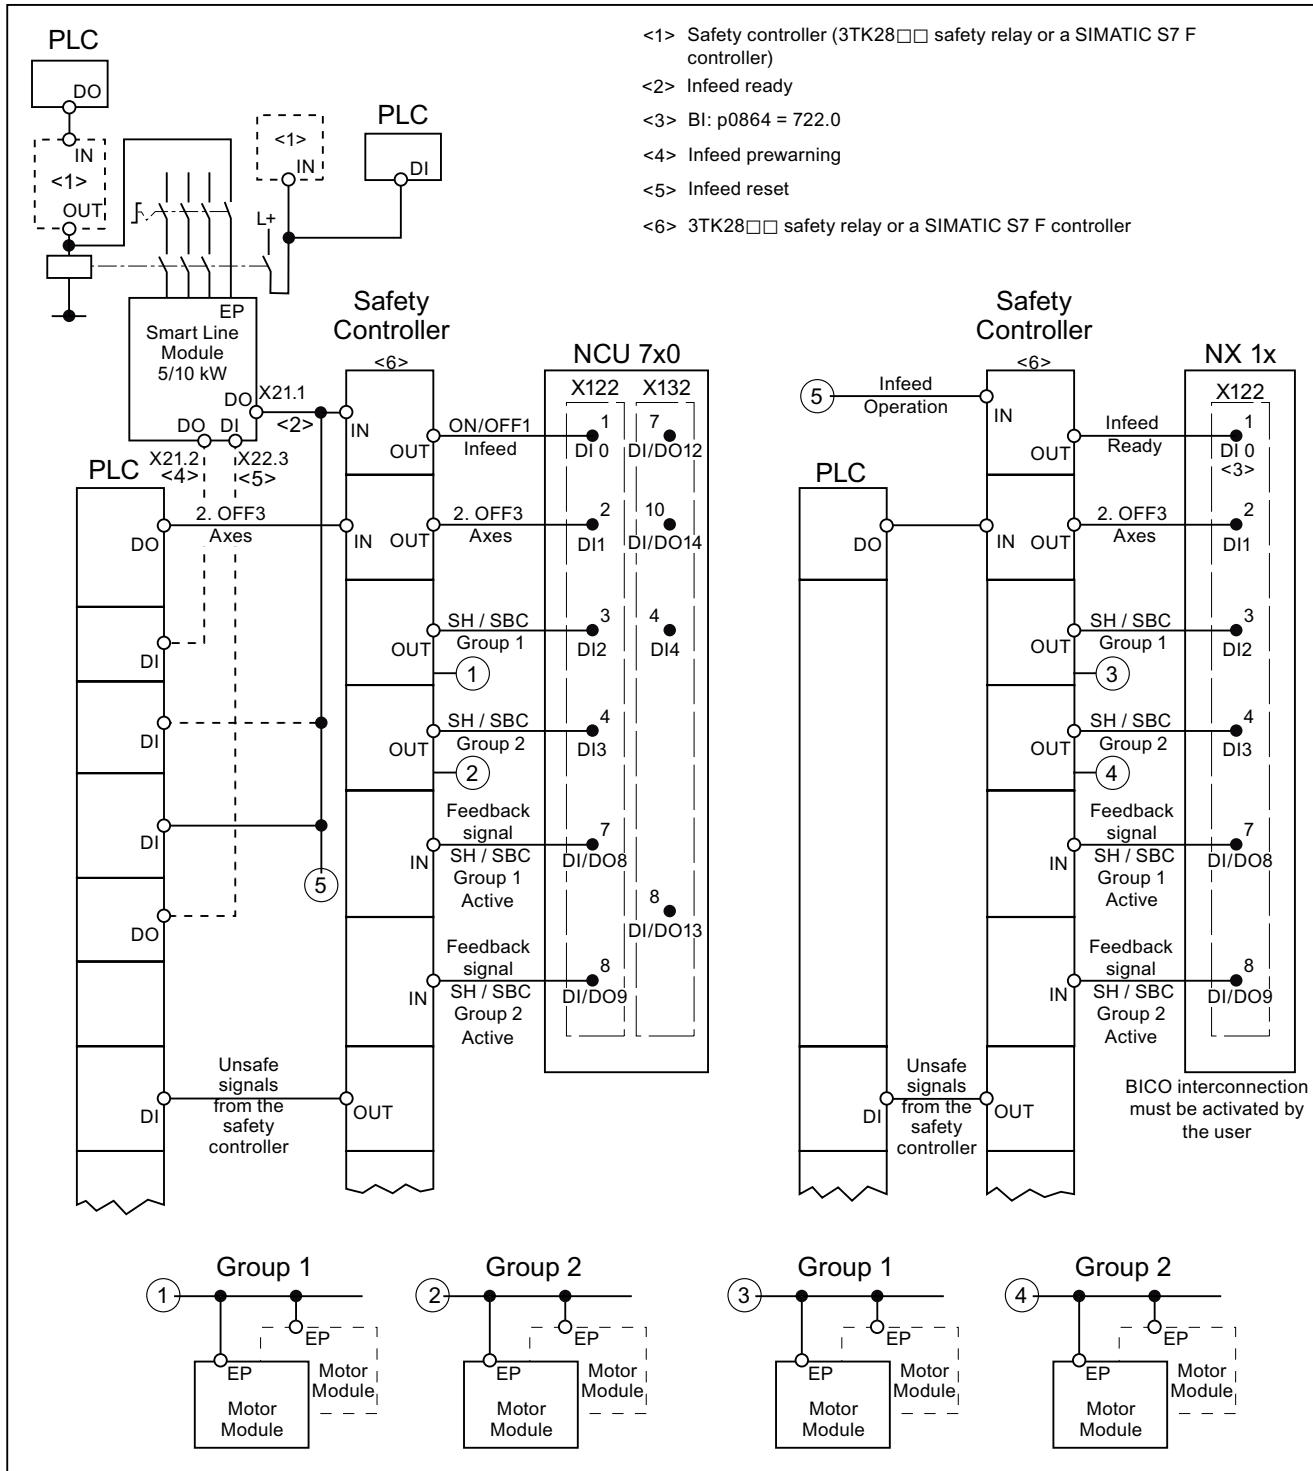 PLC
DO
IN
<1>
OUT
<1>
IN
PLC
DI
L+
<1> Safety controller (3TK28□□ safety relay or a SIMATIC S7 F
controller)
<2> Infeed ready
<3> BI: p0864 = 722.0
<4> Infeed prewarning
<5> Infeed reset
<6> 3TK28□□ safety relay or a SIMATIC S7 F controller
EP
Smart Line
Module
5/10 kW
DO
X21.1
<2>
DO
DI
X21.2
<4>
X22.3
<5>
PLC
DO
DI
DI
DI
DO
DI
2. OFF3
Axes
5
Unsafe
signals
from the
safety
controller
Safety
Controller
<6>
IN
OUT
IN
OUT
OUT
OUT
IN
IN
OUT
ON/OFF1
Infeed
2. OFF3
Axes
SH / SBC
Group 1
1
SH / SBC
Group 2
2
Feedback
signal
SH / SBC
Group 1
Active
Feedback
signal
SH / SBC
Group 2
Active
NCU 7x0
X122
X132
1
DI 0
7
DI/DO12
2
DI1
10
DI/DO14
3
DI2
4
DI4
4
DI3
7
DI/DO8
8
DI/DO13
8
DI/DO9
5
Infeed
Operation
PLC
DO
DI
Unsafe
signals
from the
safety
controller
Safety
Controller
<6>
IN
OUT
IN
OUT
OUT
OUT
IN
IN
OUT
Infeed
Ready
2. OFF3
Axes
SH / SBC
Group 1
3
SH / SBC
Group 2
4
Feedback
signal
SH / SBC
Group 1
Active
Feedback
signal
SH / SBC
Group 2
Active
NX 1x
X122
1
DI 0
<3>
2
DI1
3
DI2
4
DI3
7
DI/DO8
8
DI/DO9
BICO interconnection
must be activated by
the user
Group 1
1
EP
EP
Motor
Module
Motor
Module
Group 2
2
EP
EP
Motor
Module
Motor
Module
Group 1
3
EP
EP
Motor
Module
Motor
Module
Group 2
4
EP
EP
Motor
Module
Motor
Module